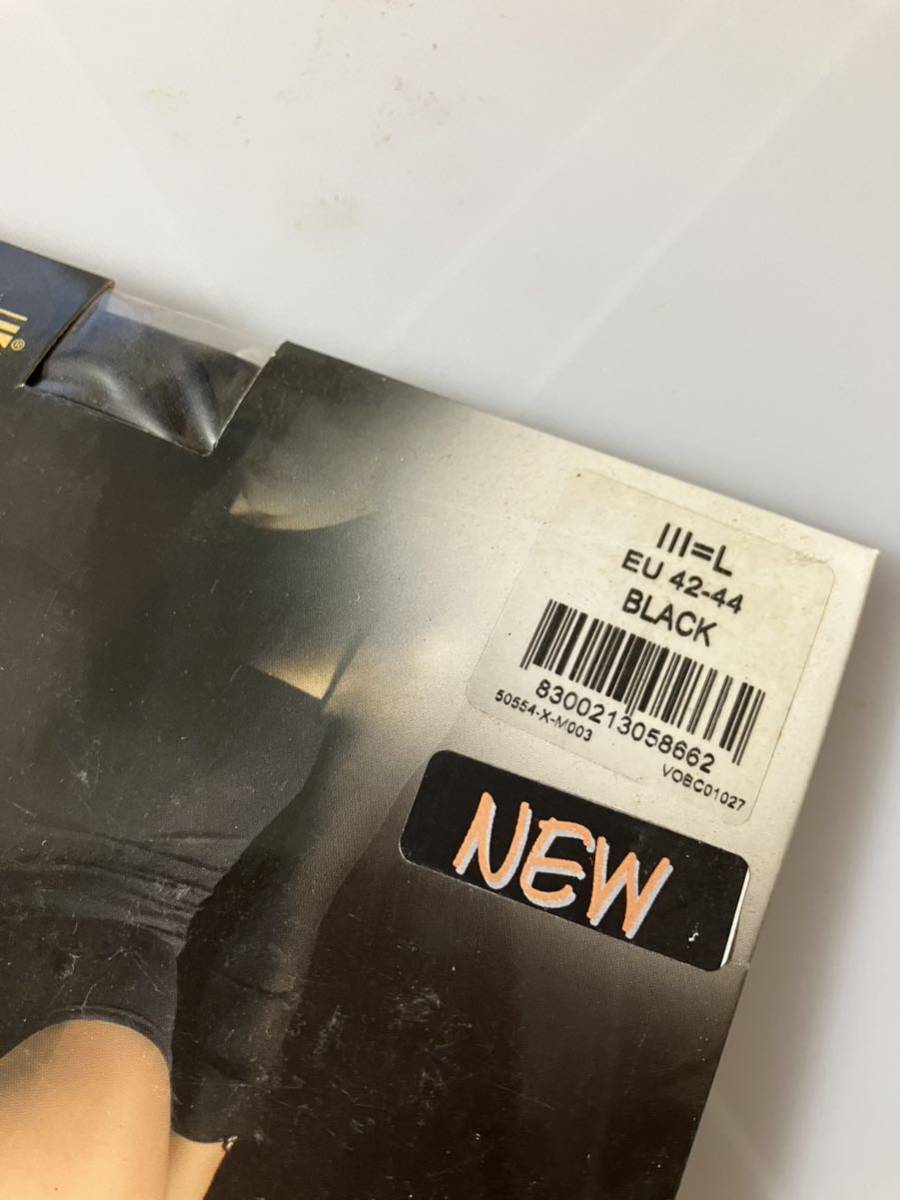 ®
III=L
EU 42-44
BLACK
8300213058662
50554-X-M003
VOBC01027
NEW